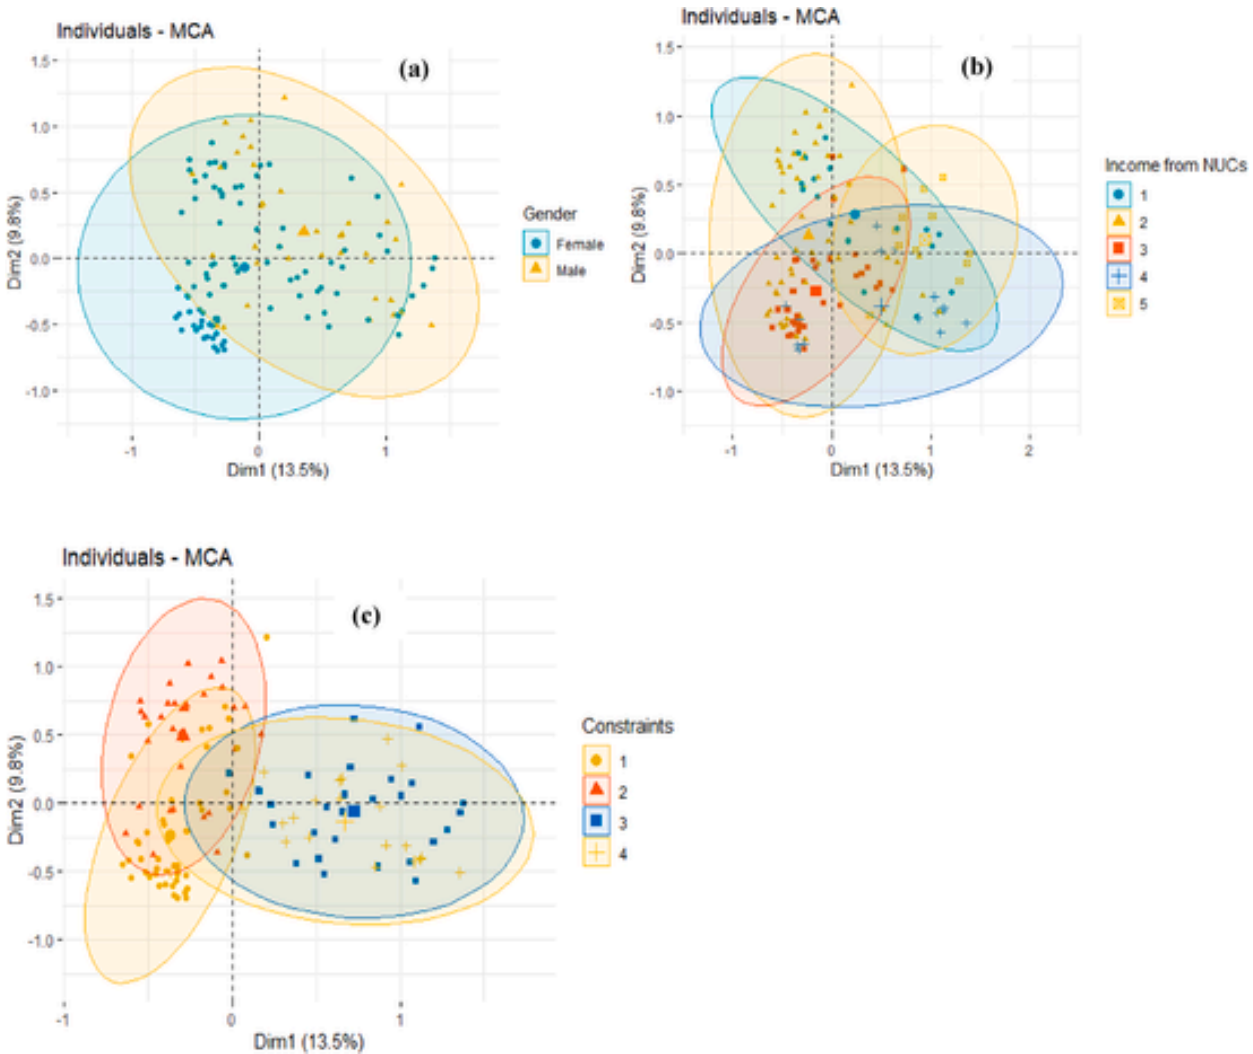 Individuals - MCA
(a)
1.5
1.0
0.5
0.0
-0.5
-1.0
Dim2 (9.8%)
-1
0
1
Dim1 (13.5%)
Gender
Female
Male
Individuals - MCA
(b)
1.5
1.0
0.5
0.0
-0.5
-1.0
Dim2 (9.8%)
-1
0
1
2
Dim1 (13.5%)
Income from NUCs
1
2
3
4
5
Individuals - MCA
(c)
1.5
1.0
0.5
0.0
-0.5
-1.0
Dim2 (9.8%)
-1
0
1
Dim1 (13.5%)
Constraints
1
2
3
4